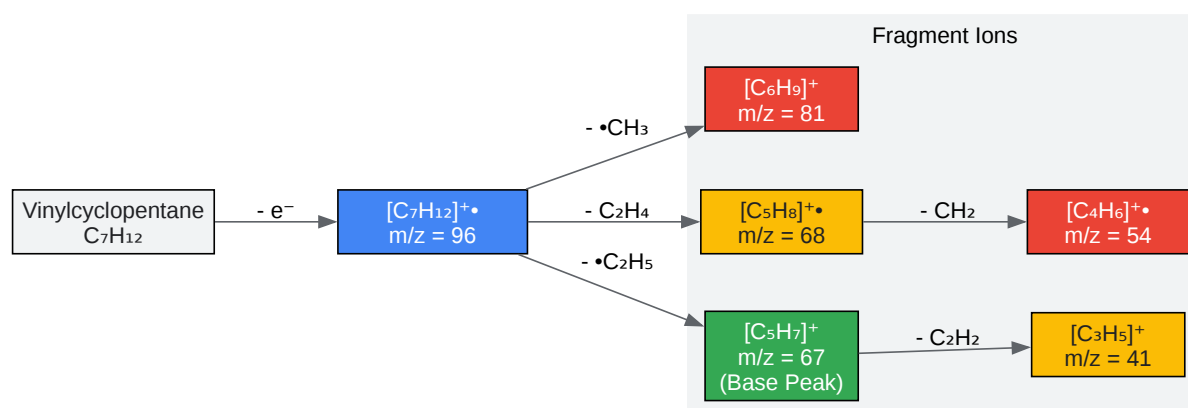 Fragment Ions
[C₆H₉]⁺
m/z = 81
- •CH₃
Vinylcyclopentane
C₇H₁₂
- e⁻
[C₇H₁₂]⁺•
m/z = 96
- C₂H₄
[C₅H₈]⁺•
m/z = 68
- CH₂
[C₄H₆]⁺•
m/z = 54
- •C₂H₅
[C₅H₇]⁺
m/z = 67
(Base Peak)
- C₂H₂
[C₃H₅]⁺
m/z = 41